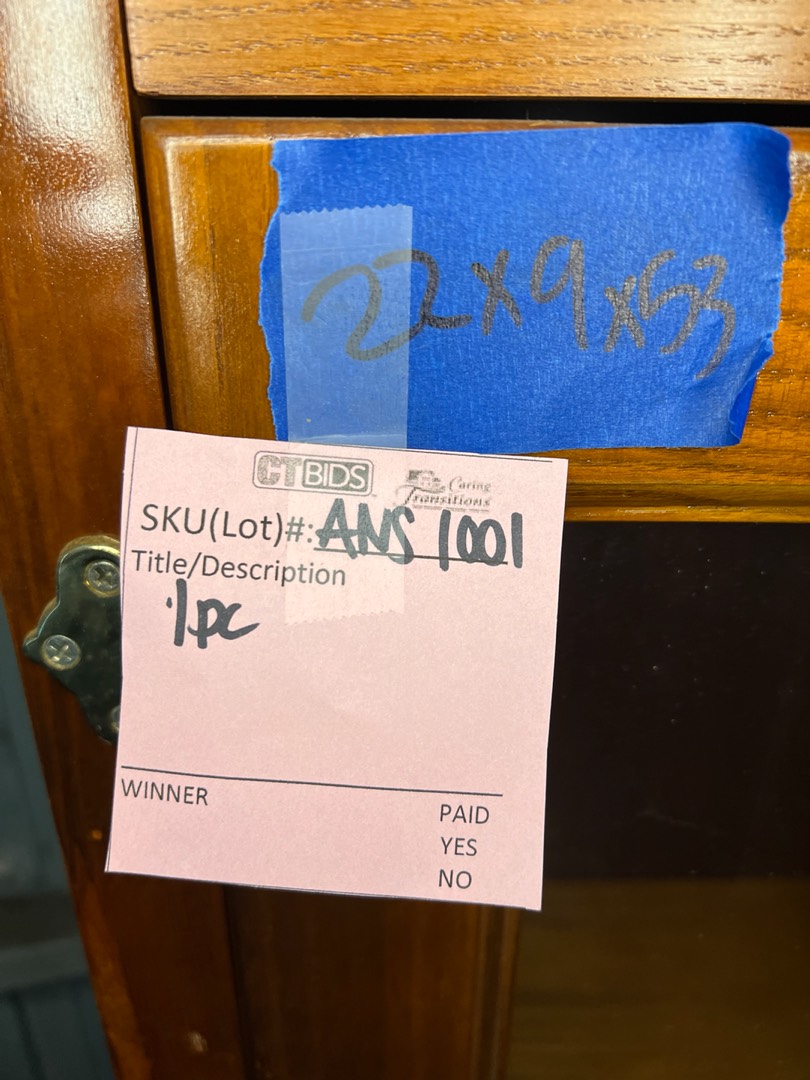 22x9x53
CTBIDS
Caring
Transitions
SKU(Lot)#: ANS 1001
Title/Description
1pc
WINNER
PAID
YES
NO